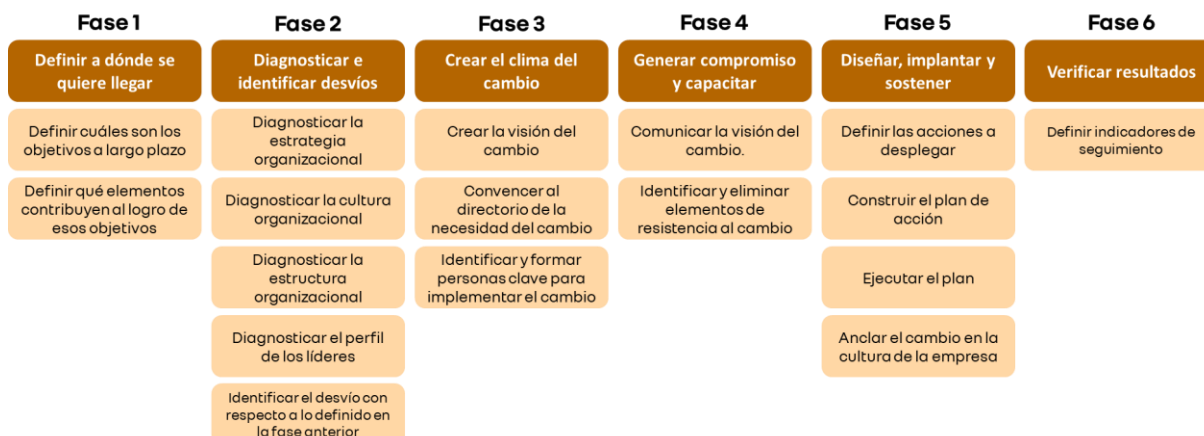 Fase 1
Definir a dónde se
quiere llegar
Definir cuáles son los
objetivos a largo plazo
Definir qué elementos
contribuyen al logro de
esos objetivos
Fase 2
Diagnosticar e
identificar desvíos
Diagnosticar la
estrategia
organizacional
Diagnosticar la cultura
organizacional
Diagnosticar la
estructura
organizacional
Diagnosticar el perfil
de los líderes
Identificar el desvío con
respecto a lo definido en
la fase anterior
Fase 3
Crear el clima del
cambio
Crear la visión del
cambio
Convencer al
directorio de la
necesidad del cambio
Identificar y formar
personas clave para
implementar el cambio
Fase 4
Generar compromiso
y capacitar
Comunicar la visión del
cambio.
Identificar y eliminar
elementos de
resistencia al cambio
Fase 5
Diseñar, implantar y
sostener
Definir las acciones a
desplegar
Construir el plan de
acción
Ejecutar el plan
Anclar el cambio en la
cultura de la empresa
Fase 6
Verificar resultados
Definir indicadores de
seguimiento